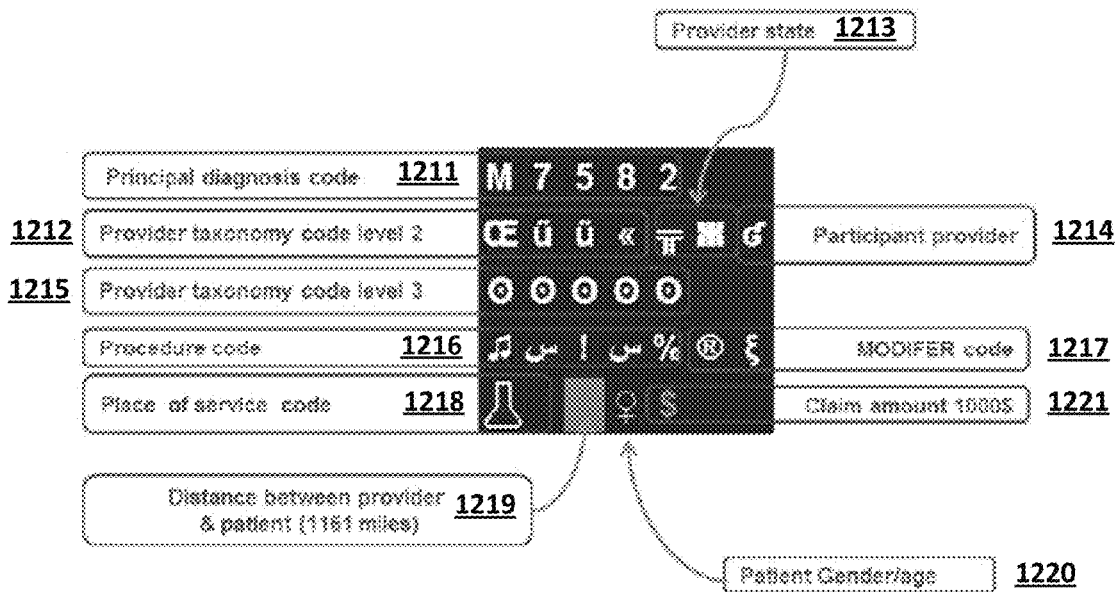 Provider state 1213
Principal diagnosis code 1211 M 7 5 8 2
1212 Provider taxonomy code level 2 Œ ű ű « ╥ Participant provider 1214
1215 Provider taxonomy code level 3 ʘ ʘ ʘ ʘ ʘ
Procedure code 1216 ♫ س ! س % ® ξ MODIFER code 1217
Place of service code 1218 ♀ $ Claim amount 1000$ 1221
Distance between provider 1219
& patient (1161 miles)
Patient Gender/age 1220